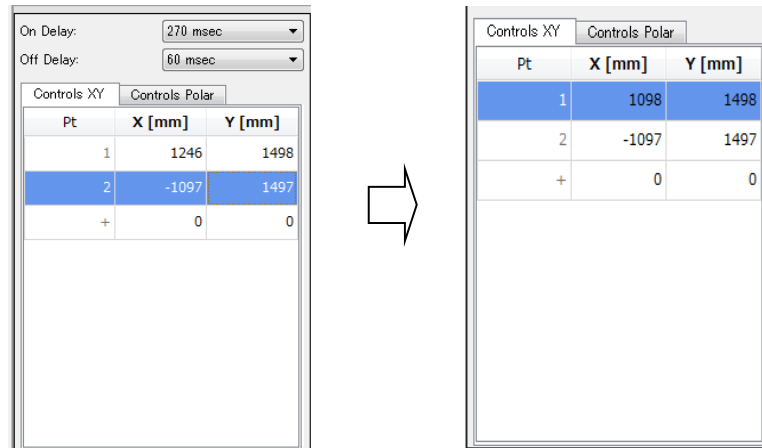 On Delay: 270 msec
Off Delay: 60 msec
Controls XY Controls Polar
Pt X [mm] Y [mm]
1 1246 1498
2 -1097 1497
+ 0 0
Controls XY Controls Polar
Pt X [mm] Y [mm]
1 1098 1498
2 -1097 1497
+ 0 0